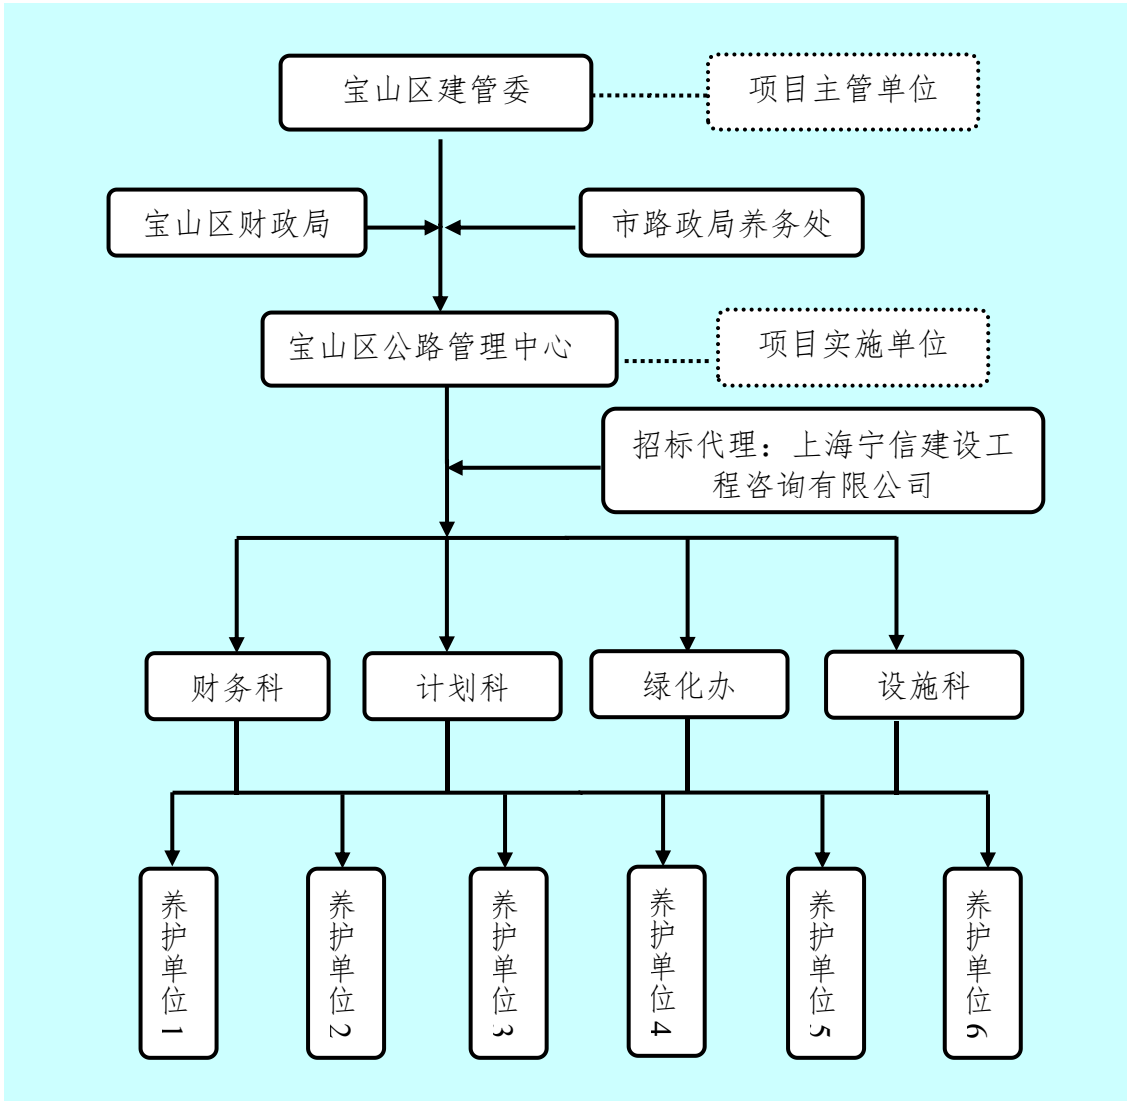 宝山区建管委
项目主管单位
宝山区财政局
市路政局养务处
宝山区公路管理中心
项目实施单位
招标代理：上海宁信建设工
程咨询有限公司
财务科
计划科
绿化办
设施科
养护单位1
养护单位2
养护单位3
养护单位4
养护单位5
养护单位6